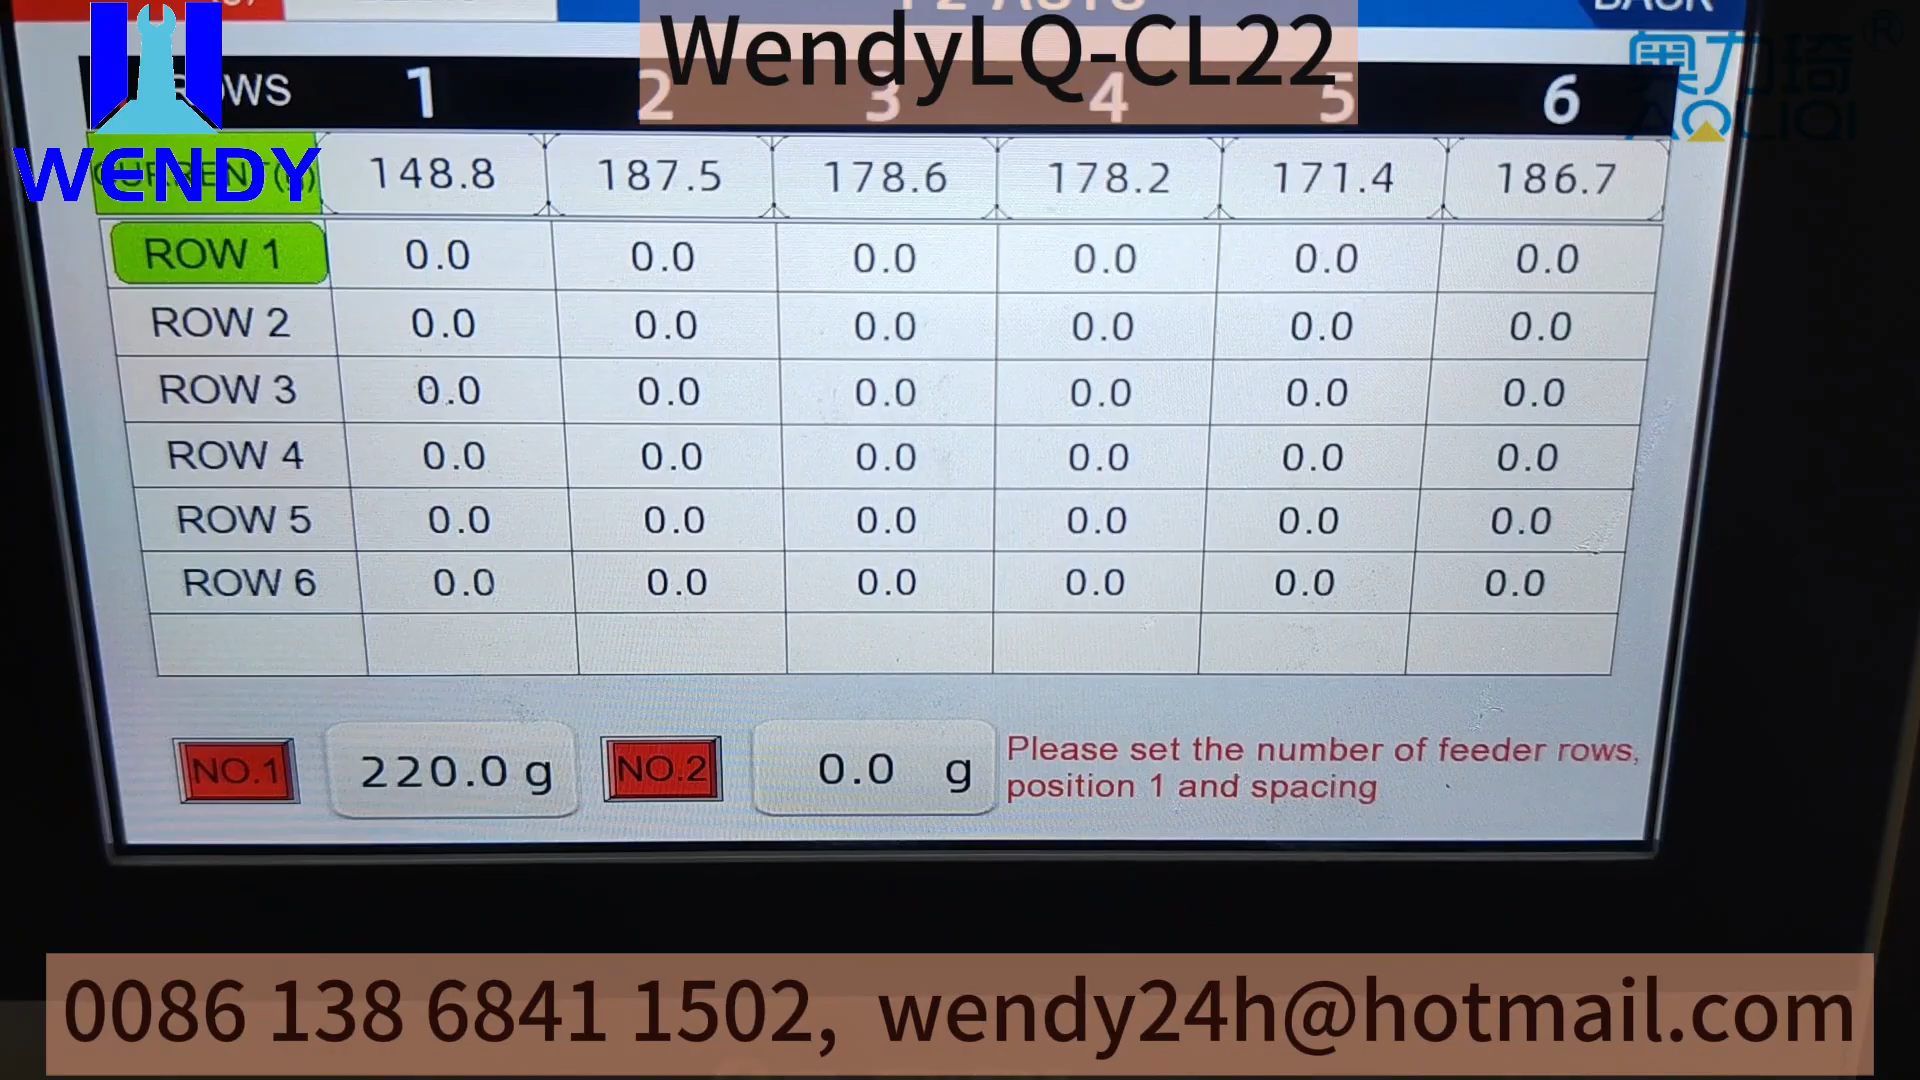 WendyLQ-CL22
奥力琦®
AOLIQI
WENDY
ROWS 1 2 3 4 5 6
CURRENT(g) 148.8 187.5 178.6 178.2 171.4 186.7
ROW 1 0.0 0.0 0.0 0.0 0.0 0.0
ROW 2 0.0 0.0 0.0 0.0 0.0 0.0
ROW 3 0.0 0.0 0.0 0.0 0.0 0.0
ROW 4 0.0 0.0 0.0 0.0 0.0 0.0
ROW 5 0.0 0.0 0.0 0.0 0.0 0.0
ROW 6 0.0 0.0 0.0 0.0 0.0 0.0
NO.1 220.0 g NO.2 0.0 g
Please set the number of feeder rows,
position 1 and spacing
0086 138 6841 1502, wendy24h@hotmail.com